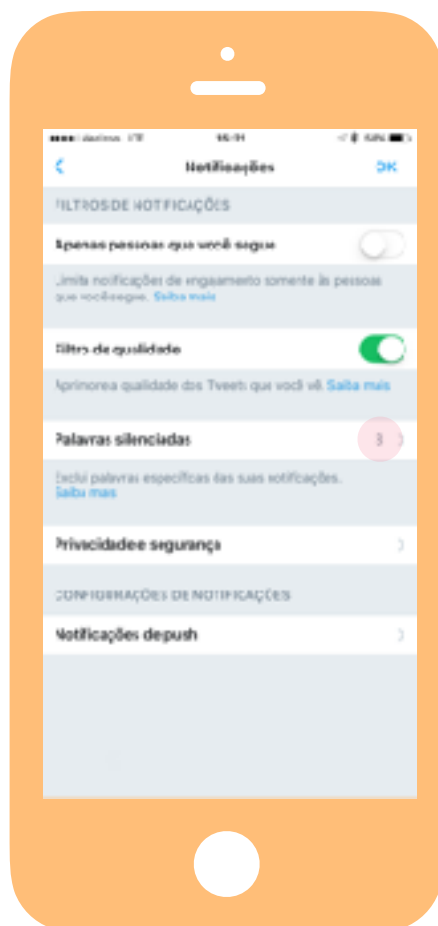 Notificações
OK
FILTROS DE NOTIFICAÇÕES
Apenas pessoas que você segue
Limita notificações de engajamento somente às pessoas
que você segue. Saiba mais
Filtro de qualidade
Aprimora a qualidade dos Tweets que você vê. Saiba mais
Palavras silenciadas
Exclui palavras específicas das suas notificações.
Saiba mais
Privacidade e segurança
CONFIGURAÇÕES DE NOTIFICAÇÕES
Notificações de push